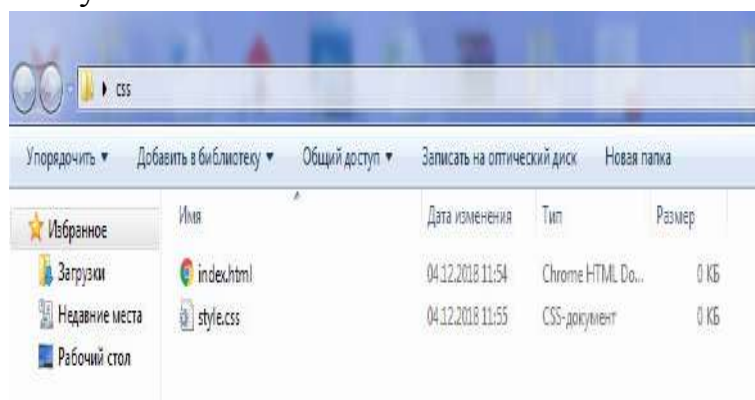 css
Упорядочить Добавить в библиотеку Общий доступ Записать на оптический диск Новая папка
Избранное
Загрузки
Недавние места
Рабочий стол
Имя Дата изменения Тип Размер
index.html 04.12.2018 11:54 Chrome HTML Do... 0 КБ
style.css 04.12.2018 11:55 CSS-документ 0 КБ